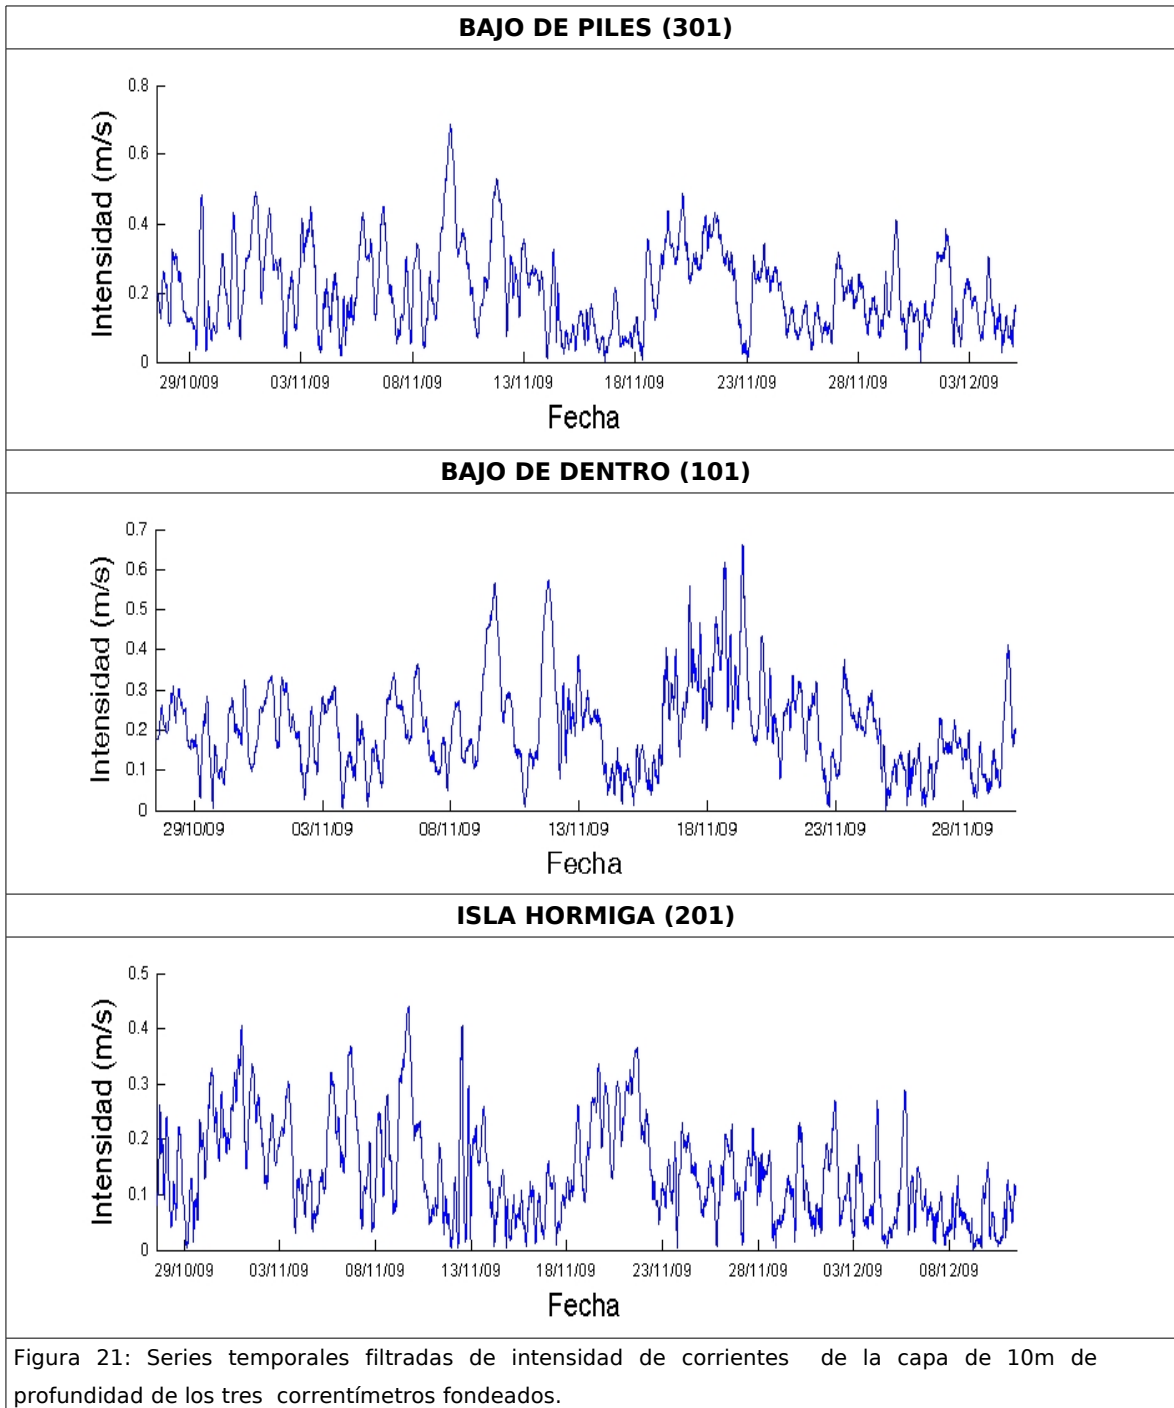 BAJO DE PILES (301)
0.8
0.6
0.4
0.2
0
Intensidad (m/s)
29/10/09 03/11/09 08/11/09 13/11/09 18/11/09 23/11/09 28/11/09 03/12/09
Fecha
BAJO DE DENTRO (101)
0.7
0.6
0.5
0.4
0.3
0.2
0.1
0
Intensidad (m/s)
29/10/09 03/11/09 08/11/09 13/11/09 18/11/09 23/11/09 28/11/09
Fecha
ISLA HORMIGA (201)
0.5
0.4
0.3
0.2
0.1
0
Intensidad (m/s)
29/10/09 03/11/09 08/11/09 13/11/09 18/11/09 23/11/09 28/11/09 03/12/09 08/12/09
Fecha
Figura 21: Series temporales filtradas de intensidad de corrientes de la capa de 10m de
profundidad de los tres correntímetros fondeados.